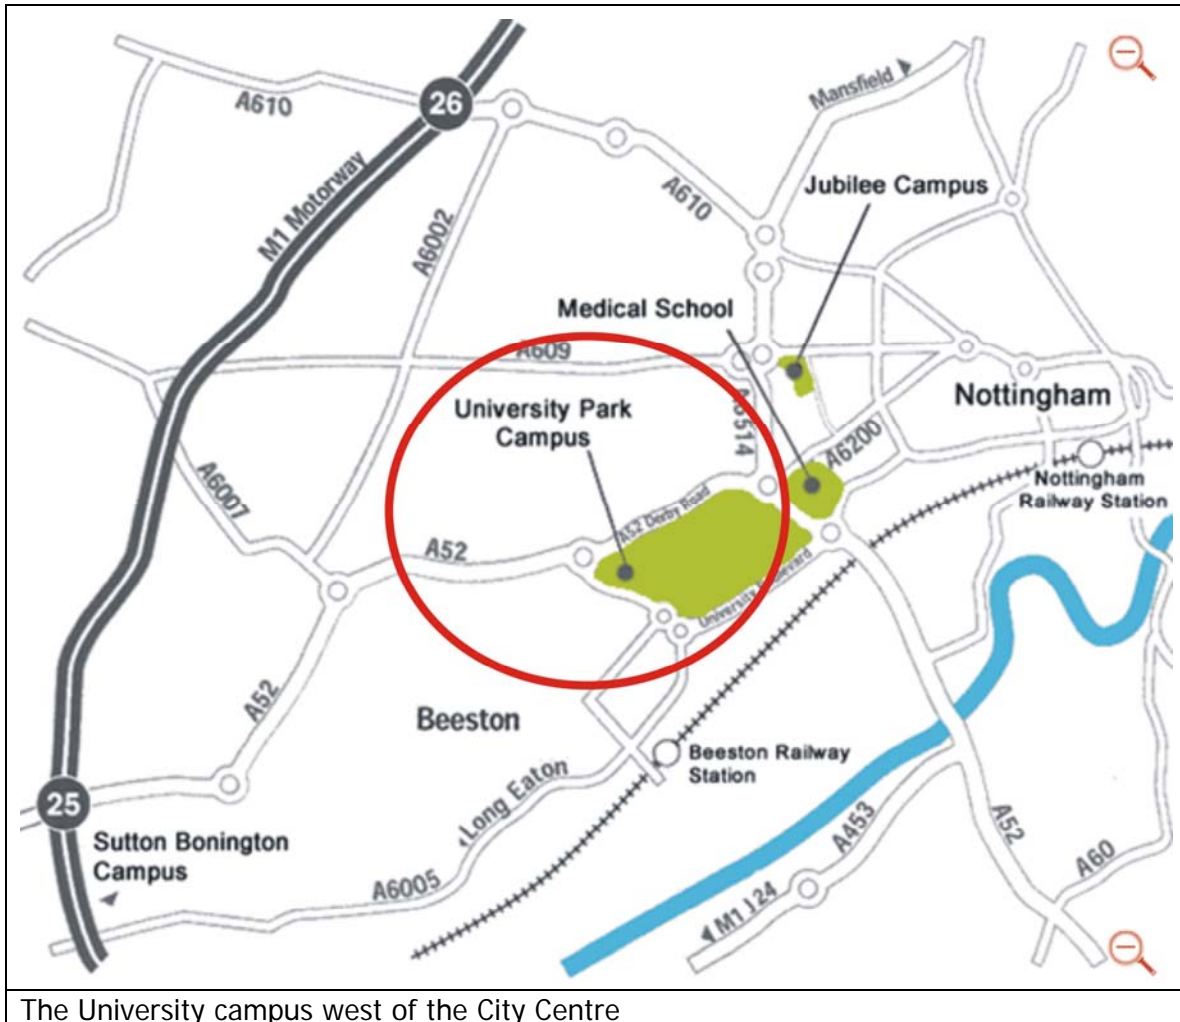 26
A610
Mansfield
M1 Motorway
A6002
A610
Jubilee Campus
Medical School
A609
University Park
Campus
A6514
Nottingham
A6200
Nottingham
Railway Station
A6007
A52 Derby Road
A52
University Boulevard
A52
Beeston
Beeston Railway
Station
25
Long Eaton
Sutton Bonington
Campus
A453
A52
A60
A6005
M1 J24
The University campus west of the City Centre